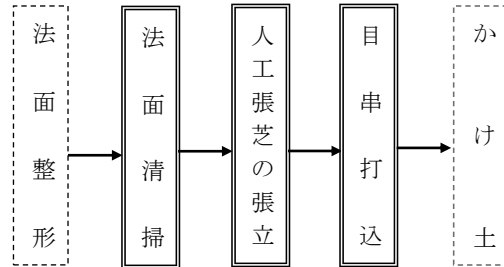 法面整形
法面清掃
人工張芝の張立
目串打込
かけ土